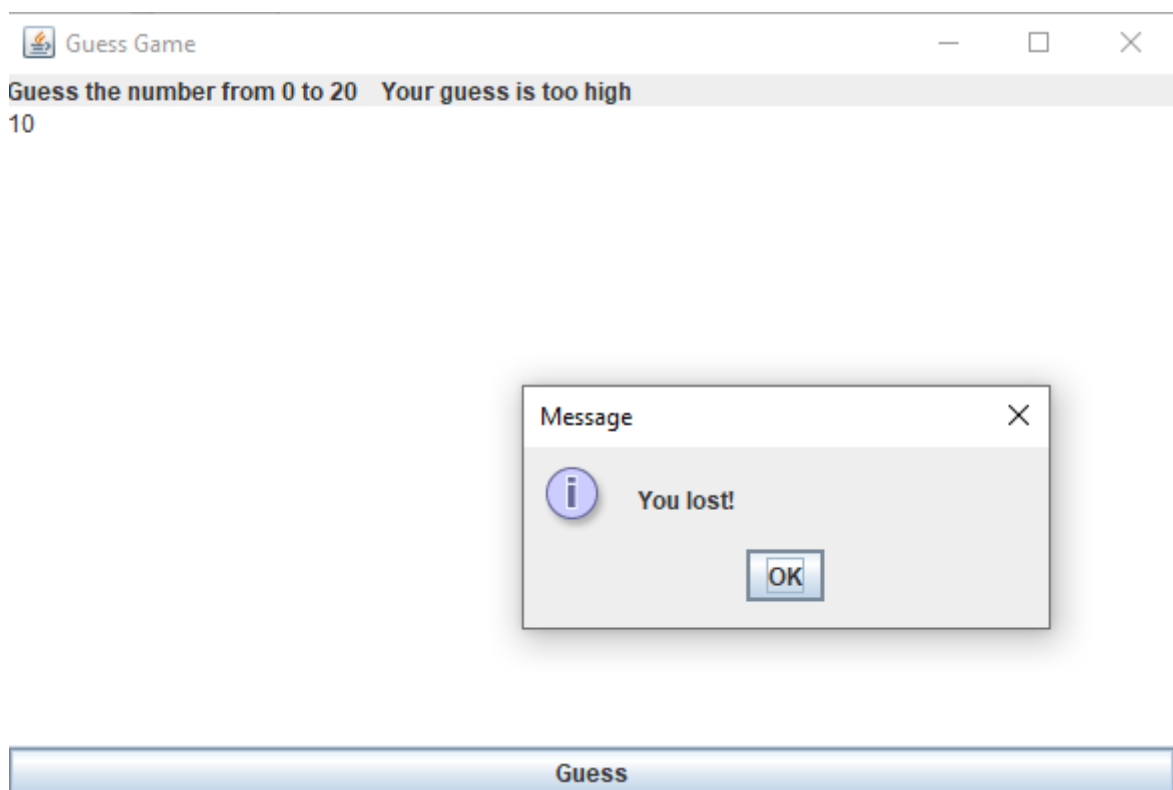 Guess Game
Guess the number from 0 to 20 Your guess is too high
10
Message
You lost!
OK
Guess